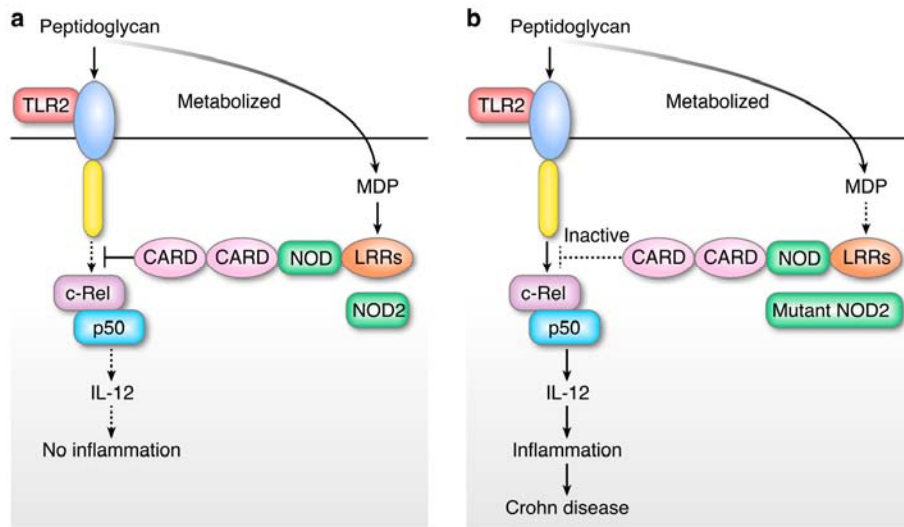 a
Peptidoglycan
TLR2
Metabolized
MDP
CARD CARD NOD LRRs
c-Rel
NOD2
p50
IL-12
No inflammation
b
Peptidoglycan
TLR2
Metabolized
MDP
Inactive
CARD CARD NOD LRRs
c-Rel
Mutant NOD2
p50
IL-12
Inflammation
Crohn disease